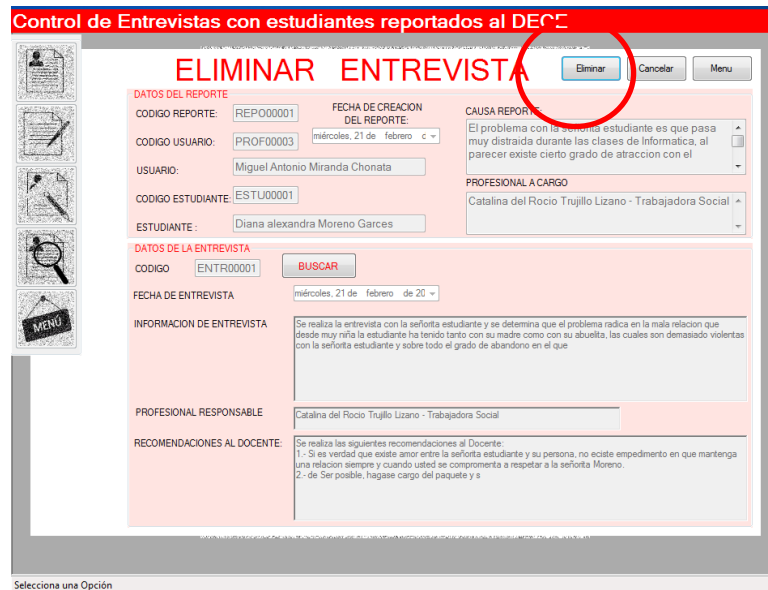 Control de Entrevistas con estudiantes reportados al DECE
ELIMINAR ENTREVISTA
Eliminar
Cancelar
Menu
DATOS DEL REPORTE
CODIGO REPORTE:
REPO00001
FECHA DE CREACION
DEL REPORTE:
miércoles, 21 de febrero
CODIGO USUARIO:
PROF00003
USUARIO:
Miguel Antonio Miranda Chonata
CODIGO ESTUDIANTE:
ESTU00001
ESTUDIANTE :
Diana alexandra Moreno Garces
CAUSA REPORTE:
El problema con la señorita estudiante es que pasa
muy distraida durante las clases de Informatica, al
parecer existe cierto grado de atraccion con el
PROFESIONAL A CARGO
Catalina del Rocio Trujillo Lizano - Trabajadora Social
DATOS DE LA ENTREVISTA
CODIGO
ENTR00001
BUSCAR
FECHA DE ENTREVISTA
miércoles, 21 de febrero de 20
INFORMACION DE ENTREVISTA
Se realiza la entrevista con la señorita estudiante y se determina que el problema radica en la mala relacion que
desde muy niña la estudiante ha tenido tanto con su madre como con su abuelita, las cuales son demasiado violentas
con la señorita estudiante y sobre todo el grado de abandono en el que
PROFESIONAL RESPONSABLE
Catalina del Rocio Trujillo Lizano - Trabajadora Social
RECOMENDACIONES AL DOCENTE:
Se realiza las siguientes recomendaciones al Docente:
1.- Si es verdad que existe amor entre la señorita estudiante y su persona, no eciste empedimento en que mantenga
una relacion siempre y cuando usted se compromenta a respetar a la señorita Moreno.
2.- de Ser posible, hagase cargo del paquete y s
MENÚ
Selecciona una Opción